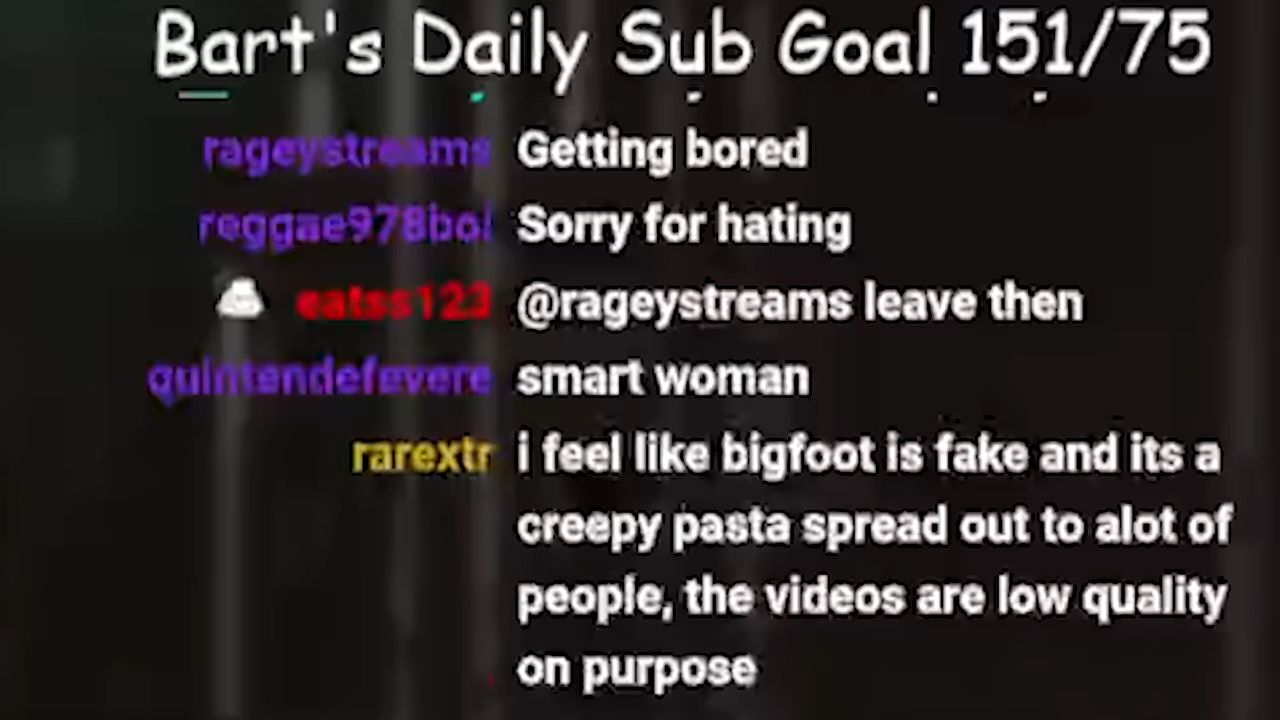 Bart's Daily Sub Goal 151/75
rageystreams Getting bored
Sorry for hating
eatss123 @rageystreams leave then
quintendefevere smart woman
rarextr i feel like bigfoot is fake and its a
creepy pasta spread out to alot of
people, the videos are low quality
on purpose